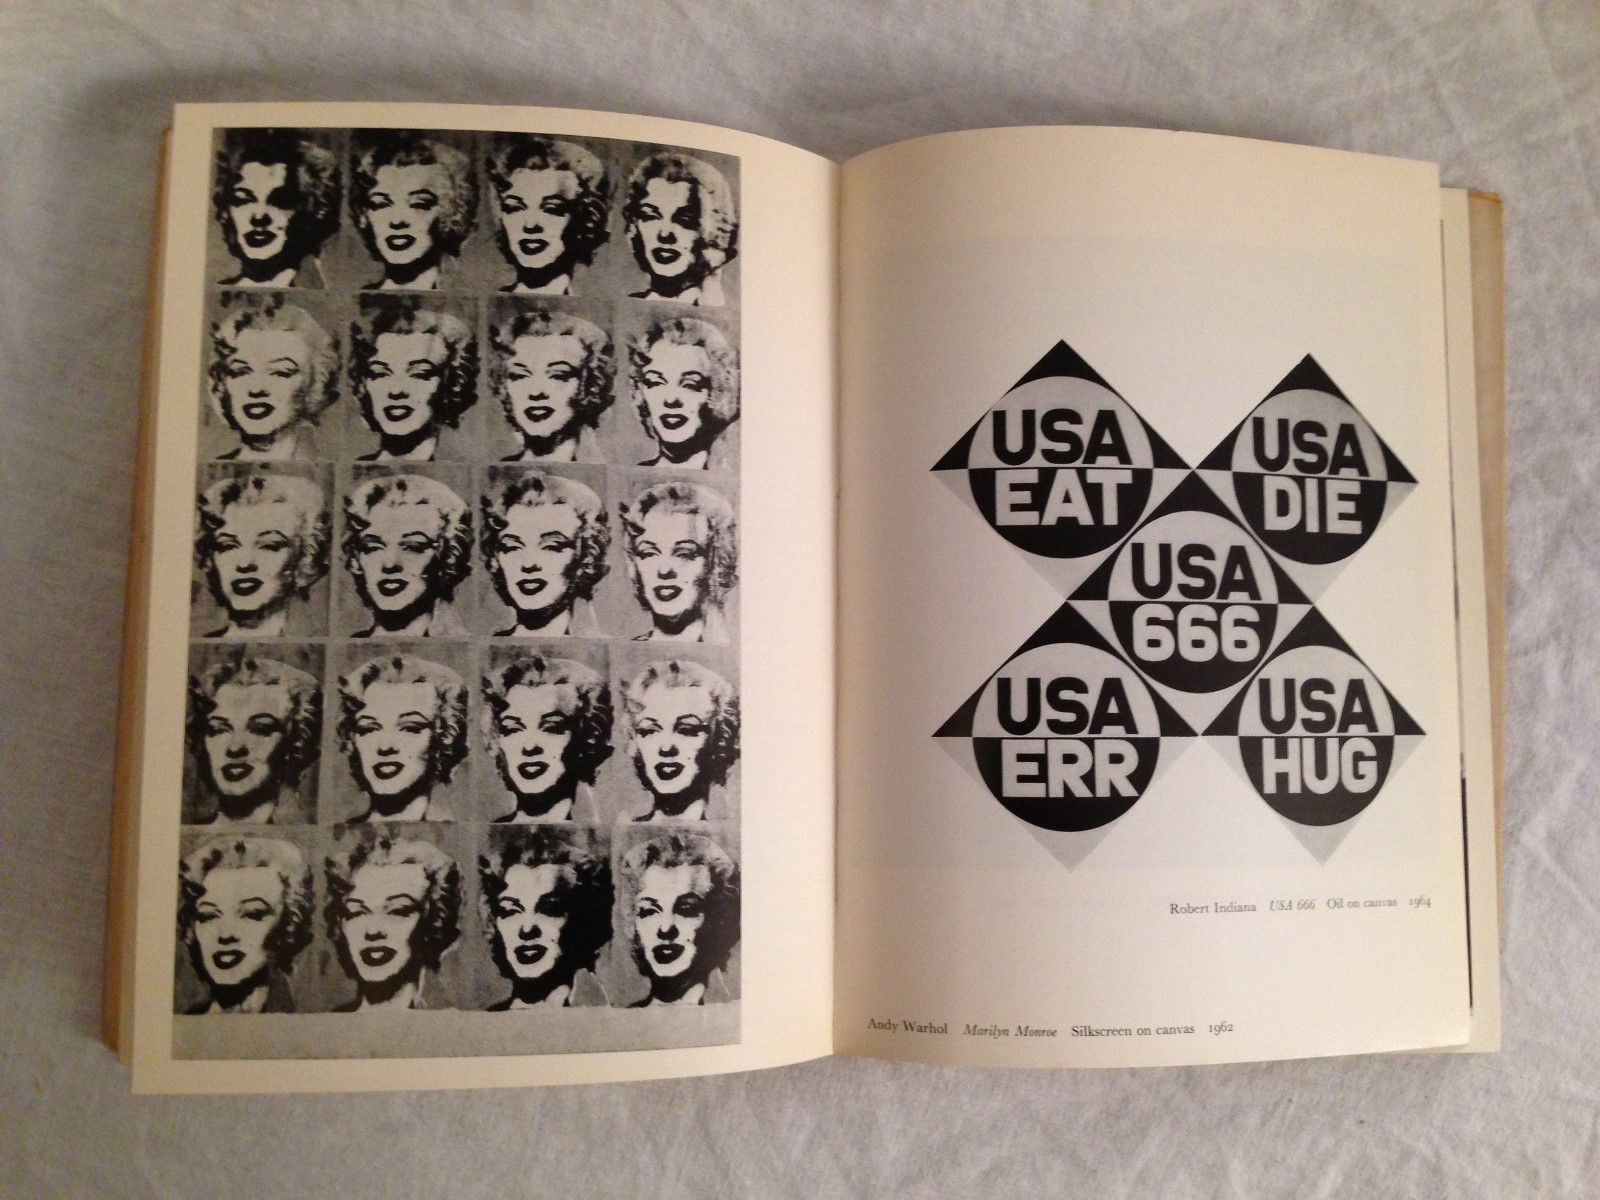 USA
EAT
USA
DIE
USA
666
USA
ERR
USA
HUG
Robert Indiana USA 666 Oil on canvas 1964
Andy Warhol Marilyn Monroe Silkscreen on canvas 1962